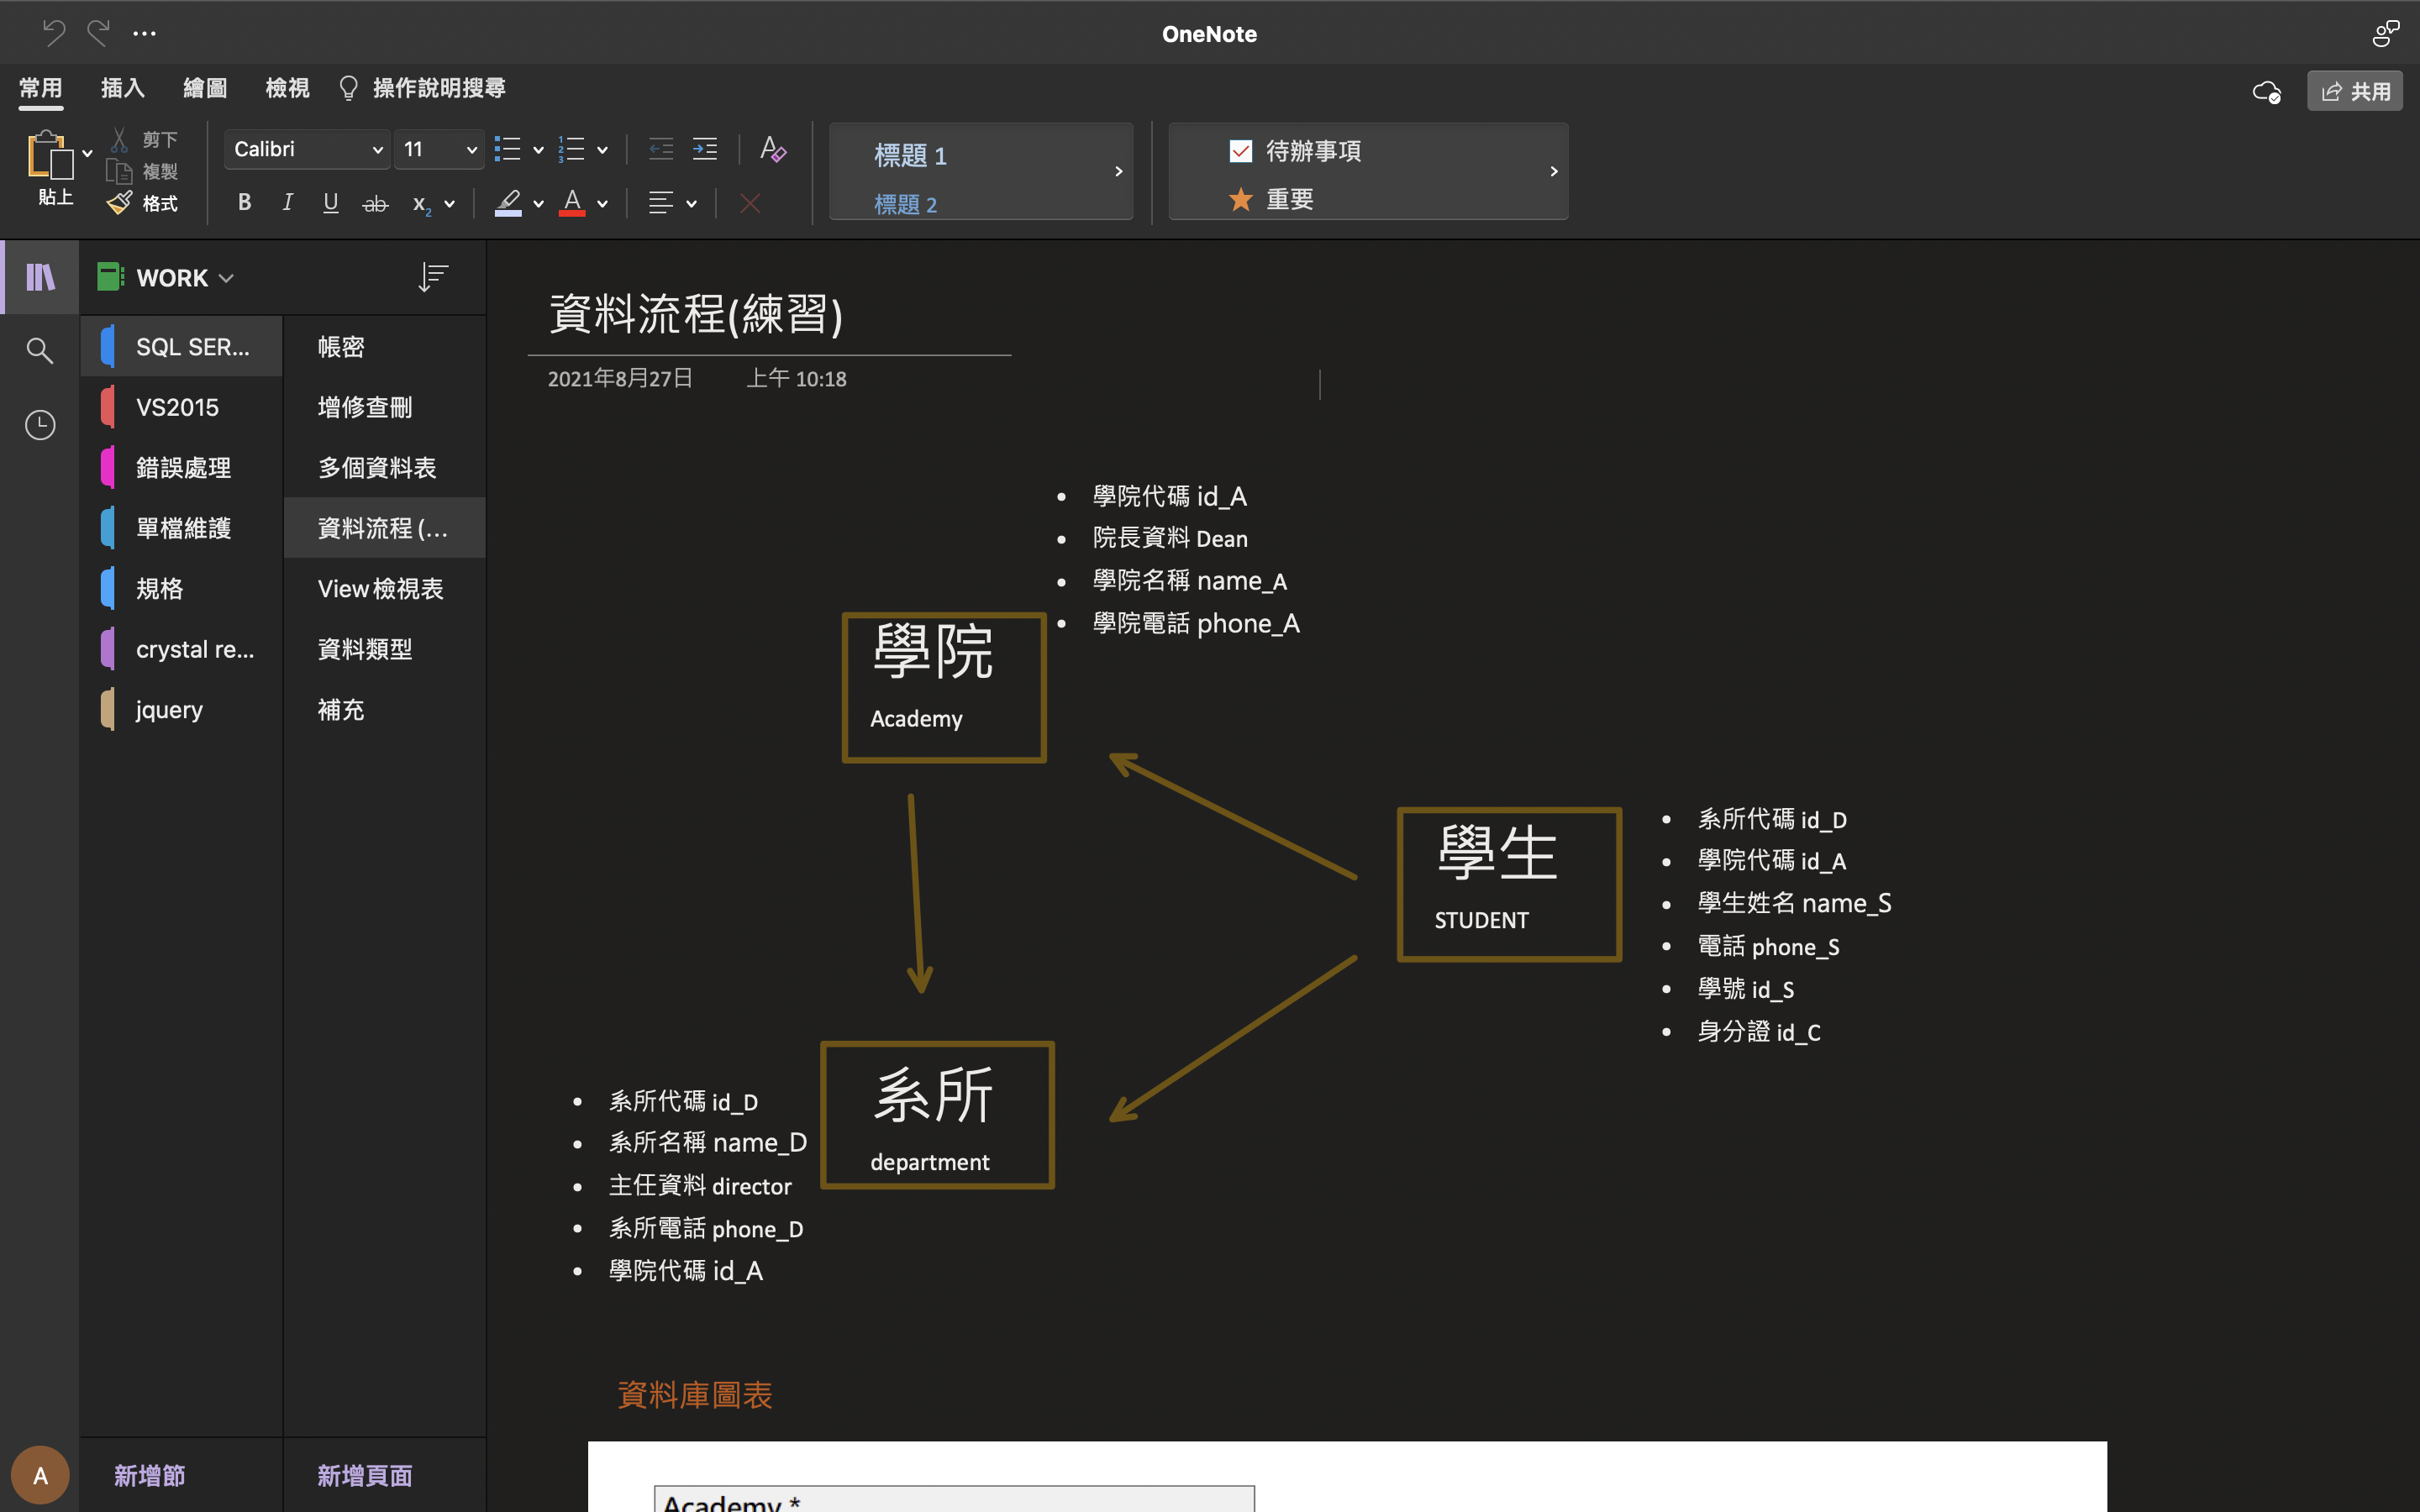 OneNote
常用 插入 繪圖 檢視 操作說明搜尋
共用
貼上
剪下
複製
格式
Calibri 11
B I U ab x₂
A
標題 1
標題 2
待辦事項
重要
WORK
SQL SER...
VS2015
錯誤處理
單檔維護
規格
crystal re...
jquery
新增節
帳密
增修查刪
多個資料表
資料流程 (...
View檢視表
資料類型
補充
新增頁面
A
資料流程(練習)
2021年8月27日 上午 10:18
學院代碼 id_A
院長資料 Dean
學院名稱 name_A
學院電話 phone_A
學院
Academy
學生
STUDENT
系所代碼 id_D
學院代碼 id_A
學生姓名 name_S
電話 phone_S
學號 id_S
身分證 id_C
系所
department
系所代碼 id_D
系所名稱 name_D
主任資料 director
系所電話 phone_D
學院代碼 id_A
資料庫圖表
Academy *